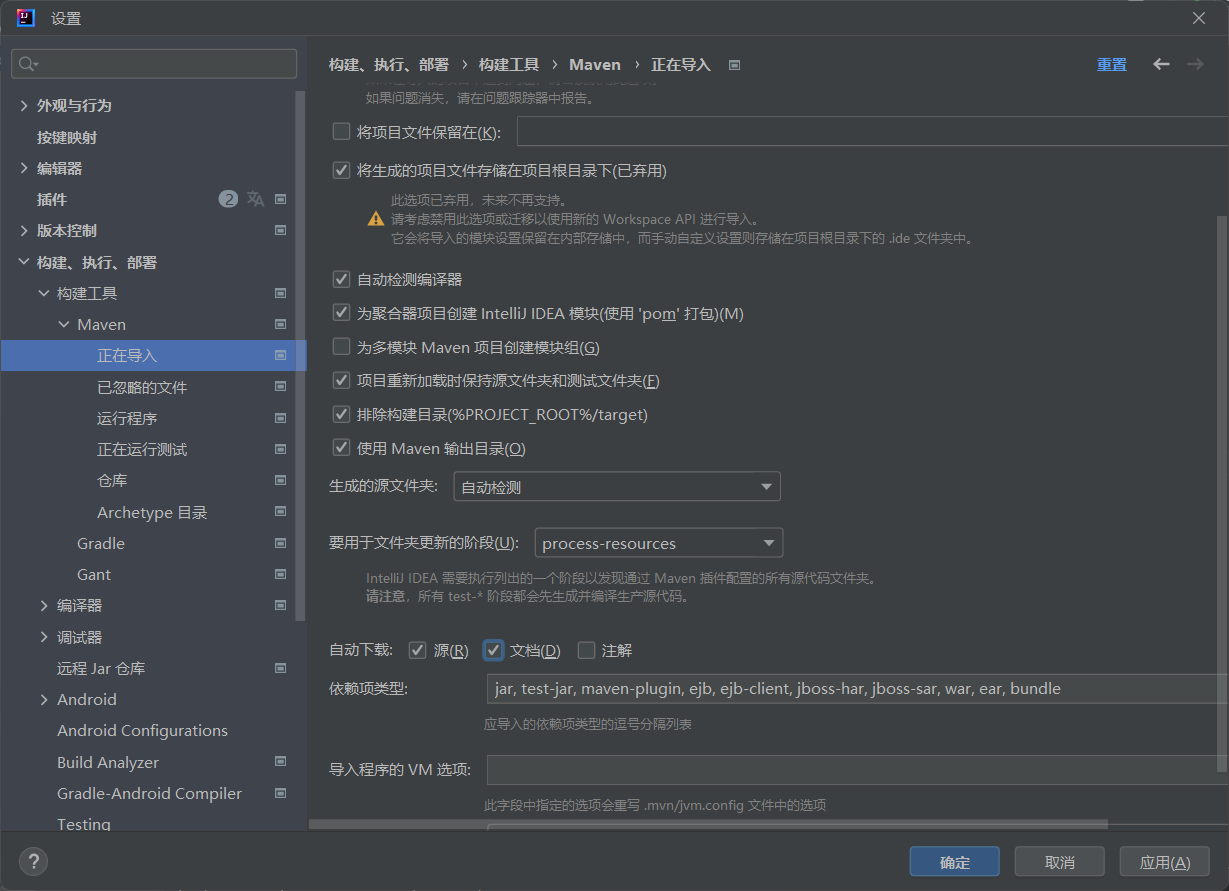 设置
外观与行为
按键映射
编辑器
插件 2
版本控制
构建、执行、部署
构建工具
Maven
正在导入
已忽略的文件
运行程序
正在运行测试
仓库
Archetype 目录
Gradle
Gant
编译器
调试器
远程 Jar 仓库
Android
Android Configurations
Build Analyzer
Gradle-Android Compiler
Testing
构建、执行、部署 › 构建工具 › Maven › 正在导入
重置
如果问题消失，请在问题跟踪器中报告。
将项目文件保留在(K):
将生成的项目文件存储在项目根目录下(已弃用)
此选项已弃用，未来不再支持。
请考虑禁用此选项或迁移以使用新的 Workspace API 进行导入。
它会将导入的模块设置保留在内部存储中，而手动自定义设置则存储在项目根目录下的 .ide 文件夹中。
自动检测编译器
为聚合器项目创建 IntelliJ IDEA 模块(使用 'pom' 打包)(M)
为多模块 Maven 项目创建模块组(G)
项目重新加载时保持源文件夹和测试文件夹(F)
排除构建目录(%PROJECT_ROOT%/target)
使用 Maven 输出目录(O)
生成的源文件夹: 自动检测
要用于文件夹更新的阶段(U): process-resources
IntelliJ IDEA 需要执行列出的一个阶段以发现通过 Maven 插件配置的所有源代码文件夹。
请注意，所有 test-* 阶段都会先生成并编译生产源代码。
自动下载: 源(R) 文档(D) 注解
依赖项类型: jar, test-jar, maven-plugin, ejb, ejb-client, jboss-har, jboss-sar, war, ear, bundle
应导入的依赖项类型的逗号分隔列表
导入程序的 VM 选项:
此字段中指定的选项会重写 .mvn/jvm.config 文件中的选项
?
确定 取消 应用(A)